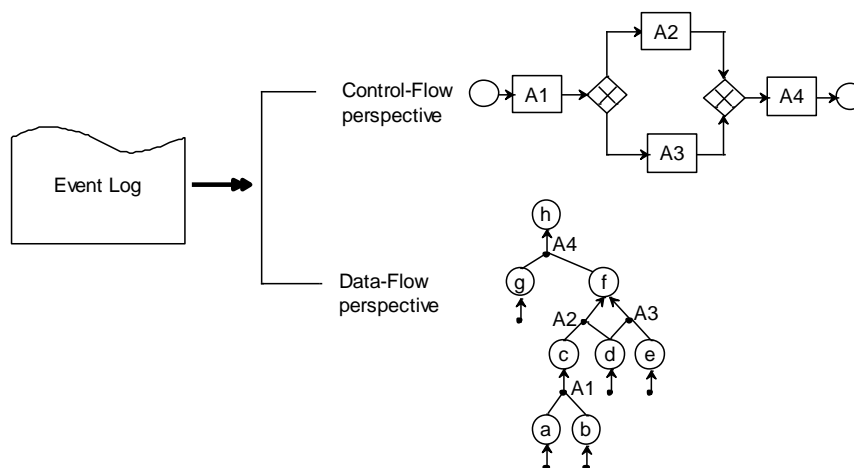 Event Log
Control-Flow
perspective
A1
A2
A3
A4
Data-Flow
perspective
h
A4
g
f
A2
A3
c
d
e
A1
a
b